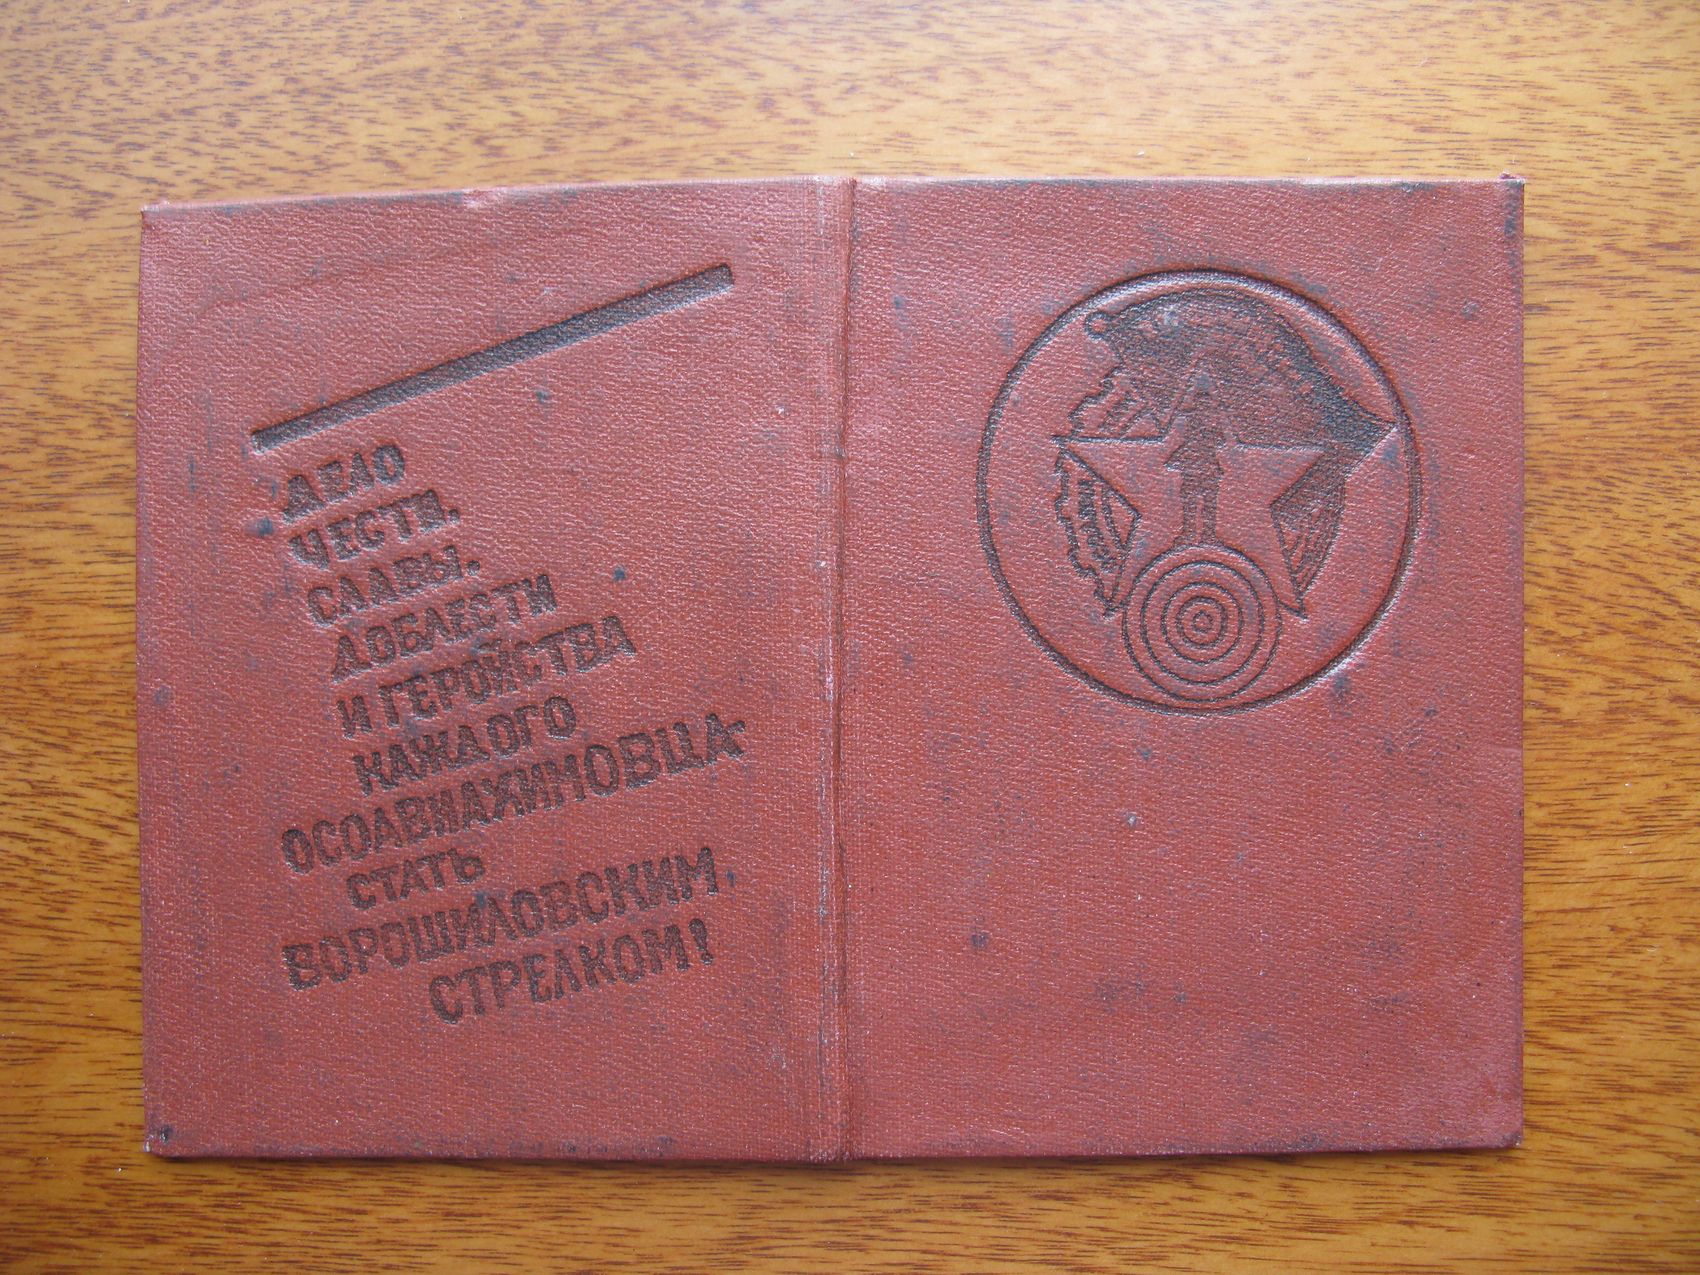 ДЕЛО
ЧЕСТИ,
СЛАВЫ,
ДОБЛЕСТИ
И ГЕРОЙСТВА
КАЖДОГО
ОСОАВИАХИМОВЦА-
СТАТЬ
ВОРОШИЛОВСКИМ
СТРЕЛКОМ!